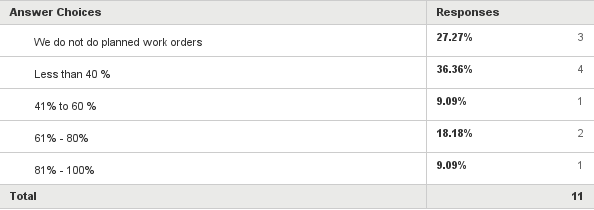 Answer Choices Responses
We do not do planned work orders 27.27% 3
Less than 40 % 36.36% 4
41% to 60 % 9.09% 1
61% - 80% 18.18% 2
81% - 100% 9.09% 1
Total 11